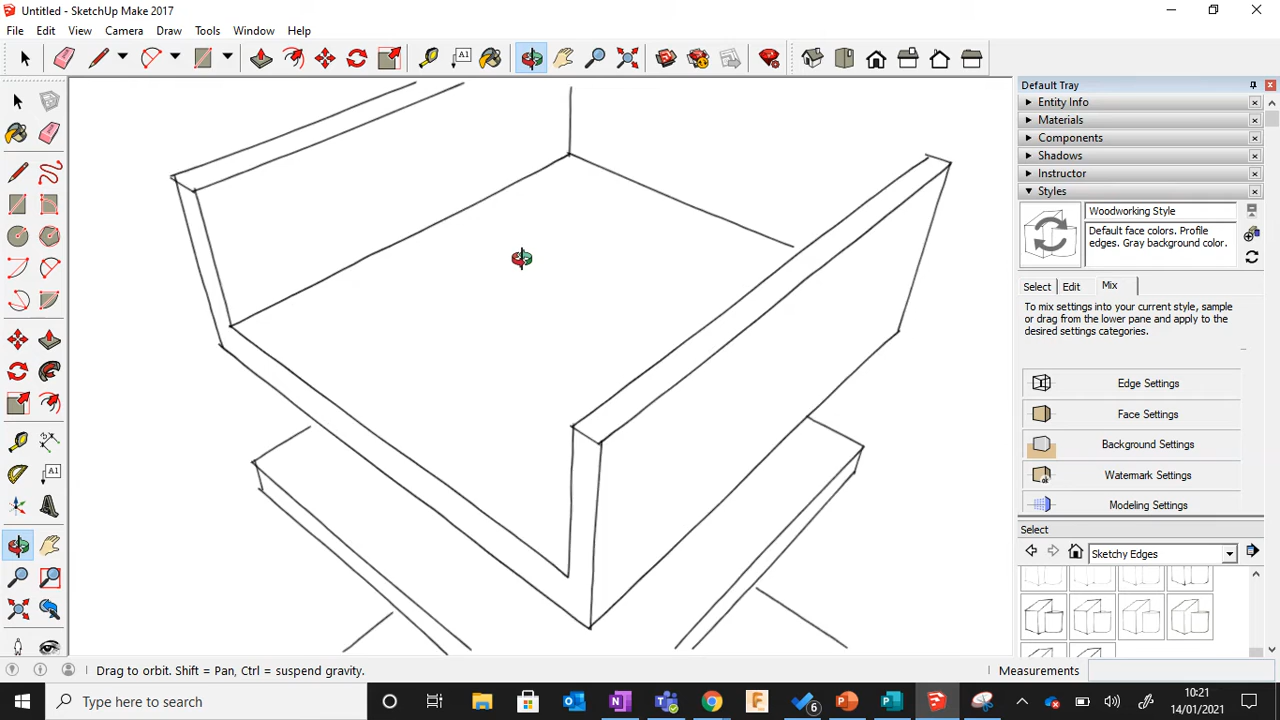 Untitled - SketchUp Make 2017
File Edit View Camera Draw Tools Window Help
A1
Default Tray
Entity Info
Materials
Components
Shadows
Instructor
Styles
Woodworking Style
Default face colors. Profile
edges. Gray background color.
Select Edit Mix
To mix settings into your current style, sample
or drag from the lower pane and apply to the
desired settings categories.
Edge Settings
Face Settings
Background Settings
Watermark Settings
Modeling Settings
A1
Select
Sketchy Edges
Drag to orbit. Shift = Pan, Ctrl = suspend gravity.
Measurements
Type here to search
6
10:21
14/01/2021